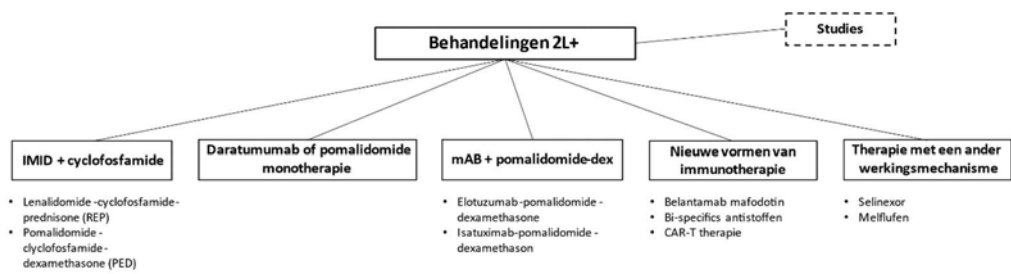 Studies
Behandelingen 2L+
IMID + cyclofosfamide
• Lenalidomide -cyclofosfamide-
prednisone (REP)
• Pomalidomide -
clyclofosfamide-
dexamethasone (PED)
Daratumumab of pomalidomide
monotherapie
mAB + pomalidomide-dex
• Elotuzumab-pomalidomide -
dexamethasone
• Isatuximab-pomalidomide -
dexamethason
Nieuwe vormen van
immunotherapie
• Belantamab mafodotin
• Bi-specifics antistoffen
• CAR-T therapie
Therapie met een ander
werkingsmechanisme
• Selinexor
• Melflufen